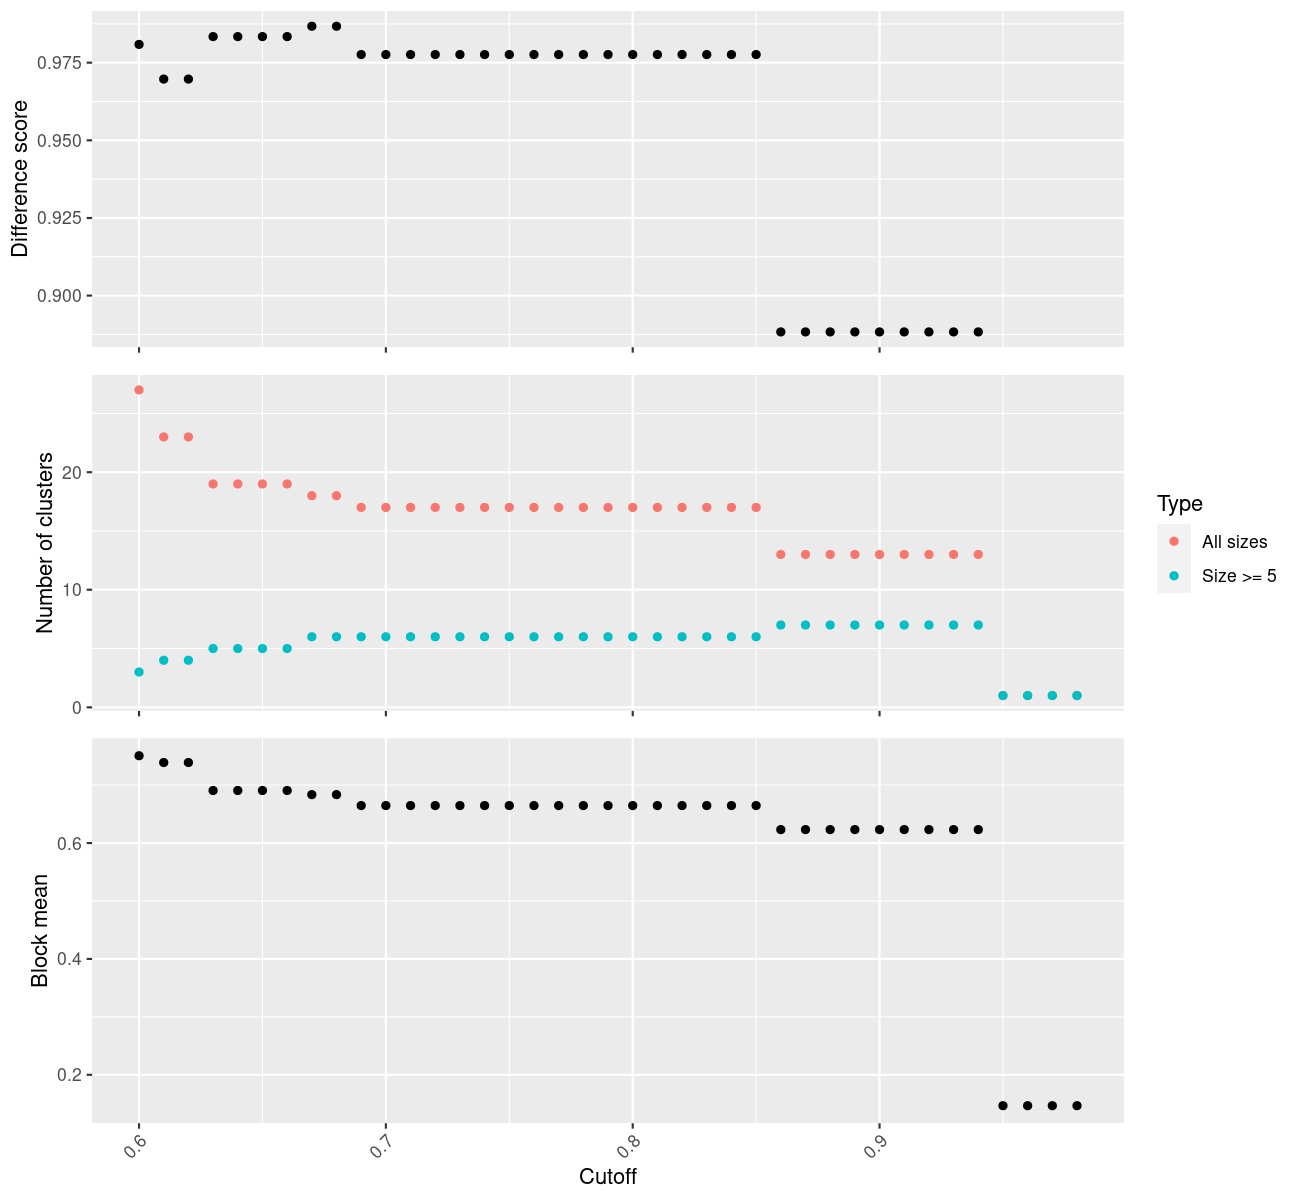 Difference score
0.975
0.950
0.925
0.900
Number of clusters
20
10
0
Type
All sizes
Size >= 5
Block mean
0.6
0.4
0.2
0.6
0.7
0.8
0.9
Cutoff